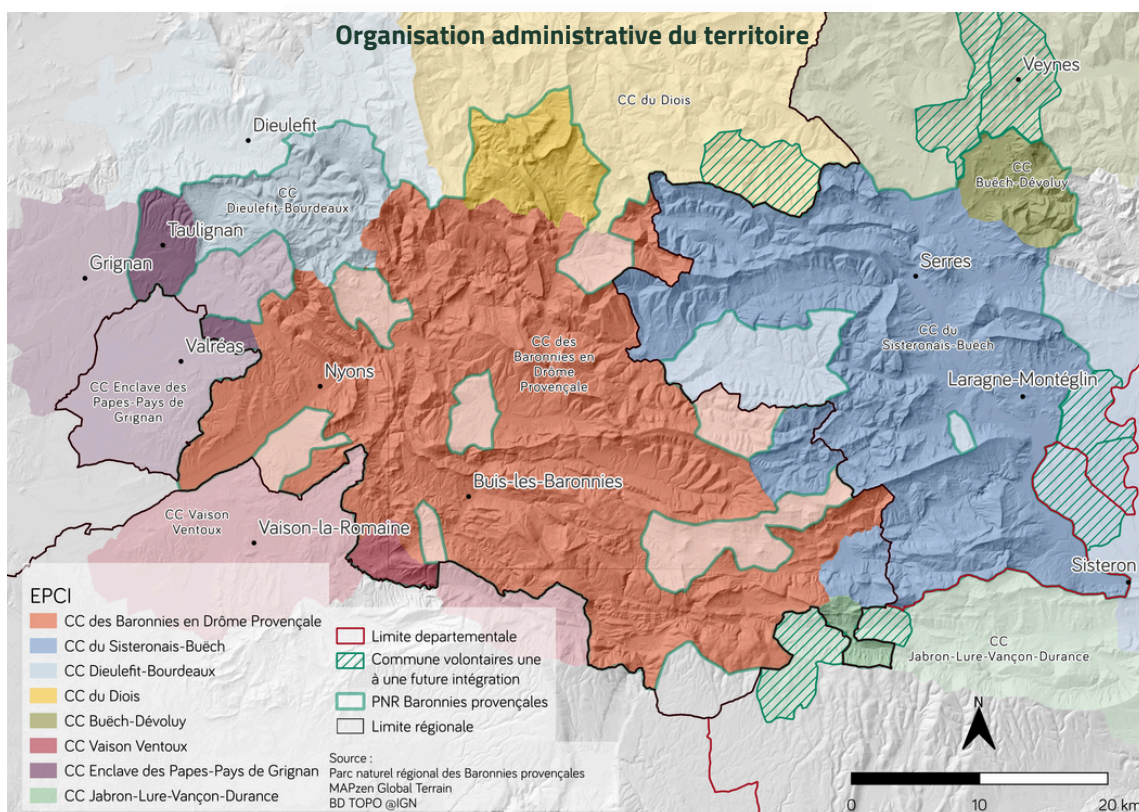 Organisation administrative du territoire
Veynes
CC du Diois
Dieulefit
CC
Buëch-Dévoluy
CC
Dieulefit-Bourdeaux
Taulignan
Grignan
Serres
CC du
Sisteronais-Buëch
CC des
Baronnies en
Drôme
Provençale
Valréas
Nyons
CC Enclave des
Papes-Pays de
Grignan
Laragne-Montéglin
Buis-les-Baronnies
CC Vaison
Ventoux
Vaison-la-Romaine
Sisteron
CC
Jabron-Lure-Vançon-Durance
EPCI
CC des Baronnies en Drôme Provençale
CC du Sisteronais-Buëch
CC Dieulefit-Bourdeaux
CC du Diois
CC Buëch-Dévoluy
CC Vaison Ventoux
CC Enclave des Papes-Pays de Grignan
CC Jabron-Lure-Vançon-Durance
Limite departementale
Commune volontaires une
à une future intégration
PNR Baronnies provençales
Limite régionale
Source :
Parc naturel régional des Baronnies provençales
MAPzen Global Terrain
BD TOPO @IGN
N
0 10 20 km